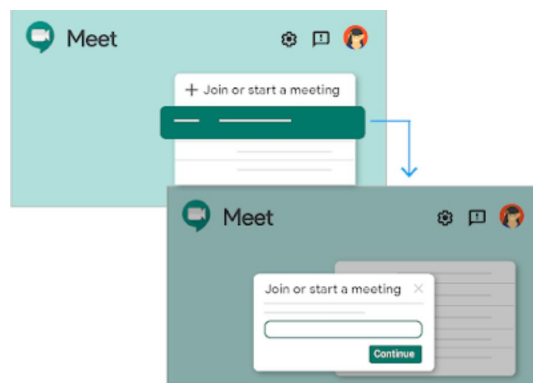 Meet
+ Join or start a meeting
Meet
Join or start a meeting
Continue